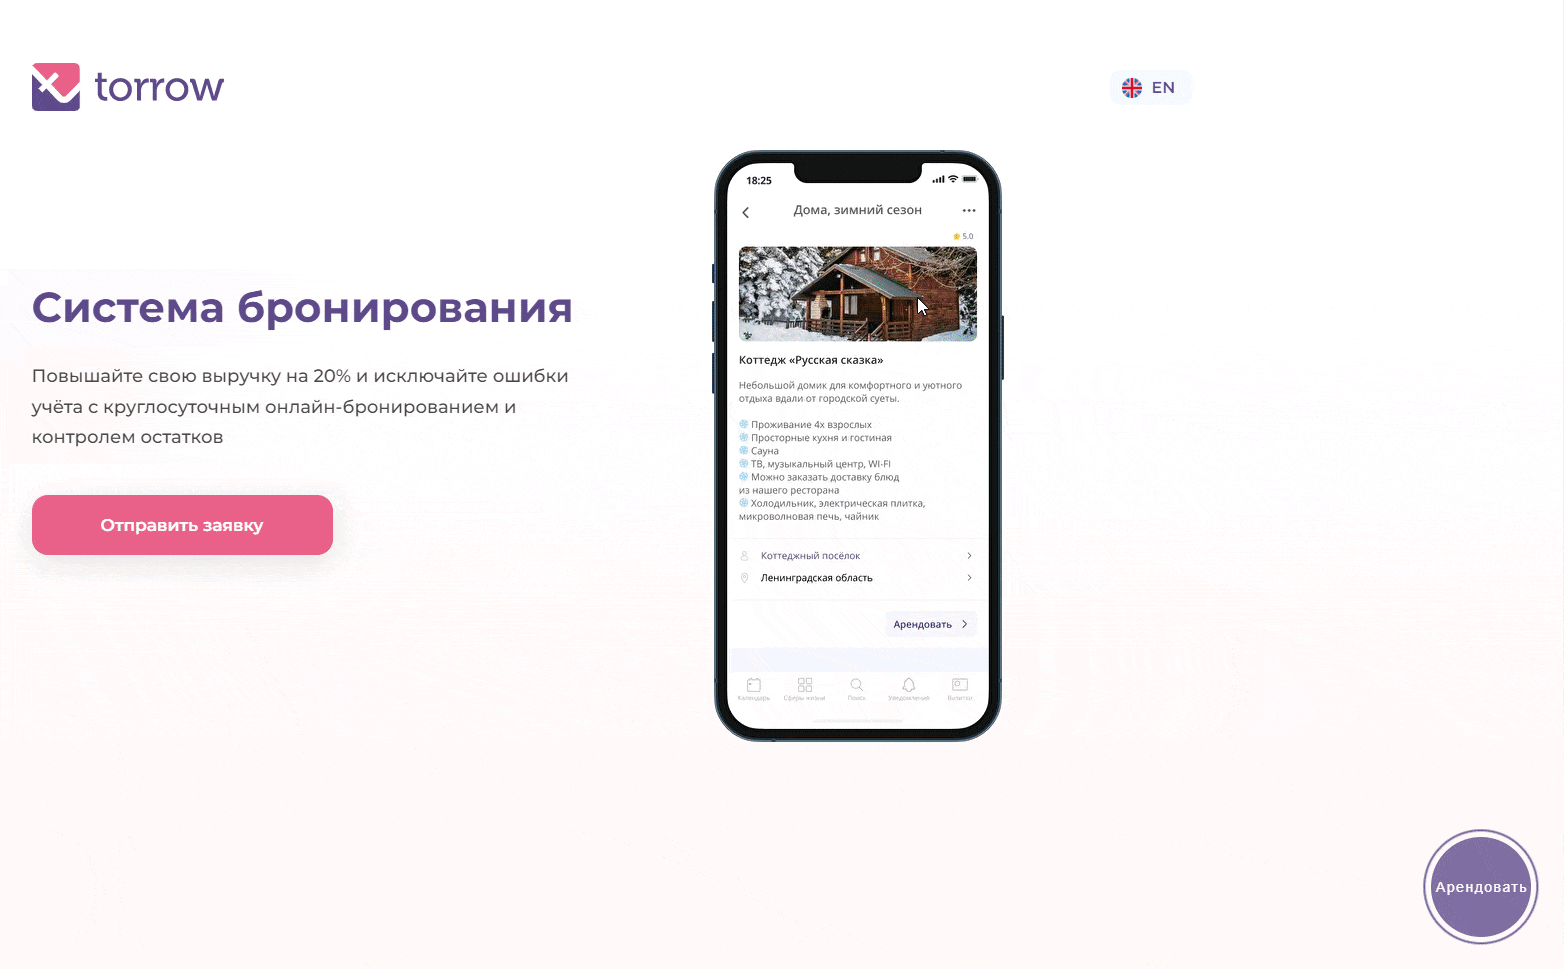 torrow
EN
Система бронирования
Повышайте свою выручку на 20% и исключайте ошибки
учёта с круглосуточным онлайн-бронированием и
контролем остатков
Отправить заявку
18:25
Дома, зимний сезон
5.0
Коттедж «Русская сказка»
Небольшой домик для комфортного и уютного
отдыха вдали от городской суеты.
Проживание 4х взрослых
Просторные кухня и гостиная
Сауна
ТВ, музыкальный центр, WI-FI
Можно заказать доставку блюд
из нашего ресторана
Холодильник, электрическая плитка,
микроволновая печь, чайник
Коттеджный посёлок
Ленинградская область
Арендовать
Календарь Сферы жизни Поиск Уведомления Визитки
Арендовать